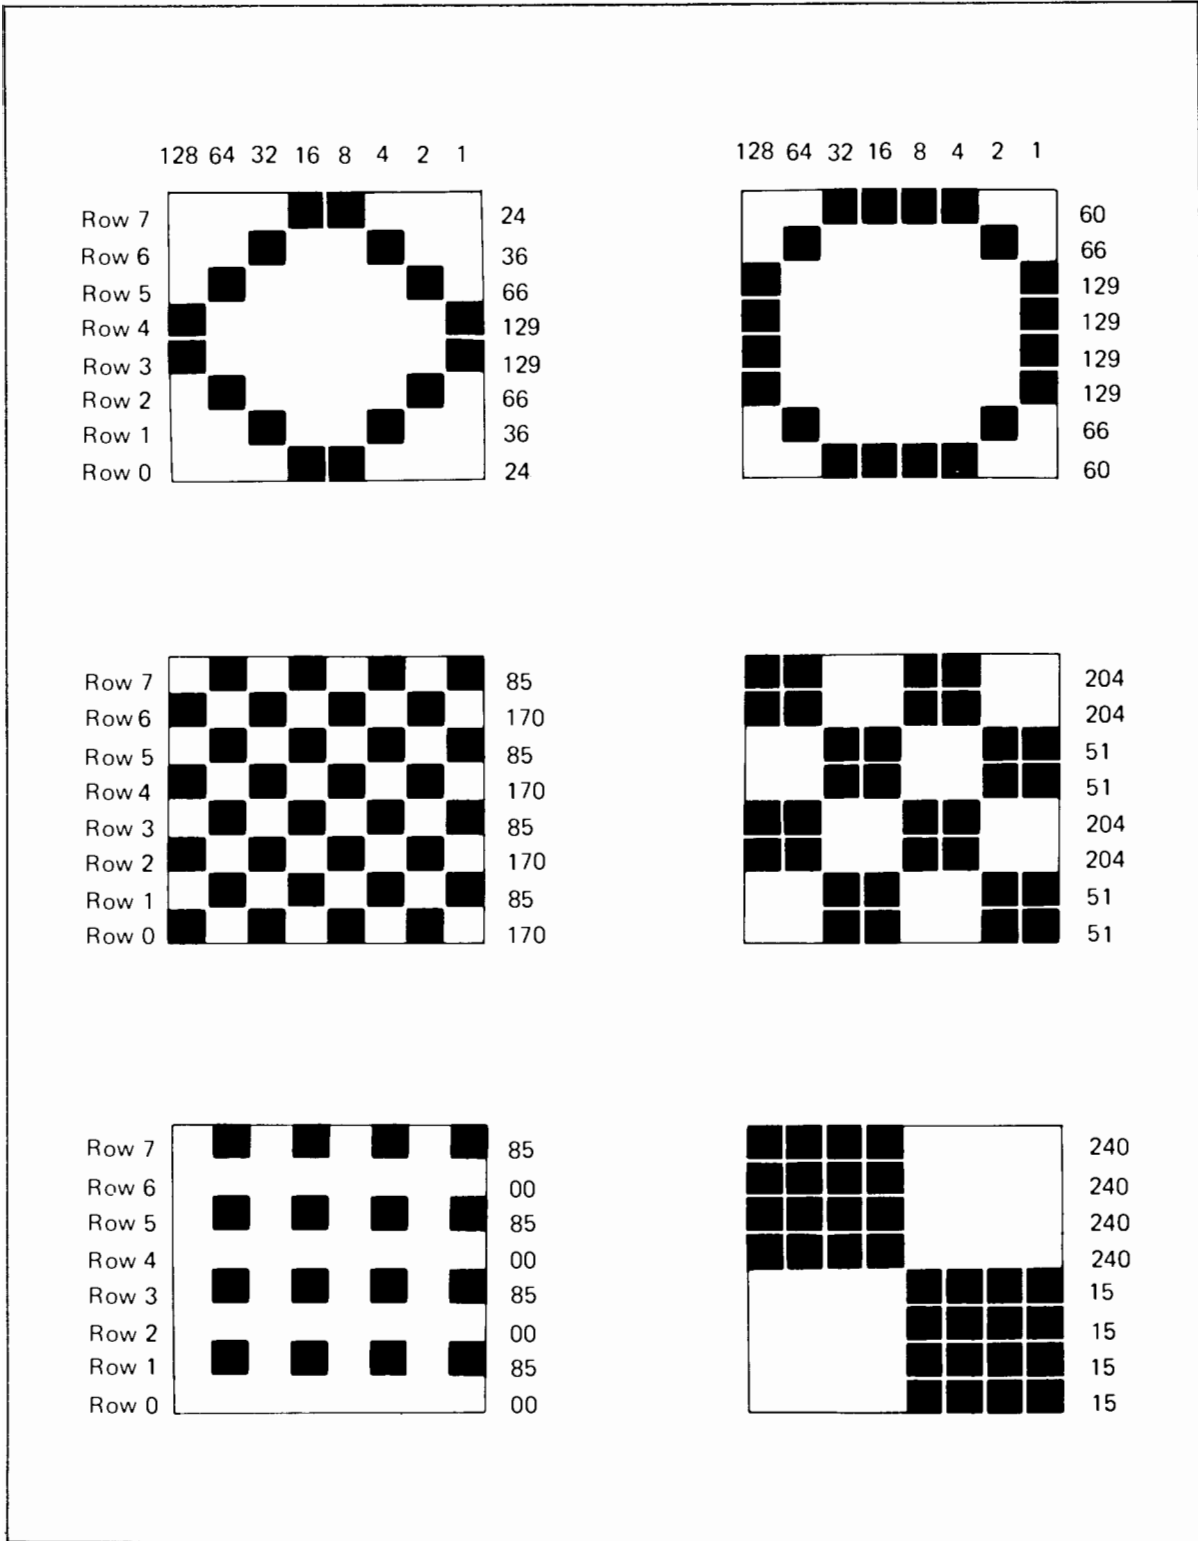 128 64 32 16 8 4 2 1
Row 7 24
Row 6 36
Row 5 66
Row 4 129
Row 3 129
Row 2 66
Row 1 36
Row 0 24
128 64 32 16 8 4 2 1
60
66
129
129
129
129
66
60
Row 7 85
Row 6 170
Row 5 85
Row 4 170
Row 3 85
Row 2 170
Row 1 85
Row 0 170
204
204
51
51
204
204
51
51
Row 7 85
Row 6 00
Row 5 85
Row 4 00
Row 3 85
Row 2 00
Row 1 85
Row 0 00
240
240
240
240
15
15
15
15